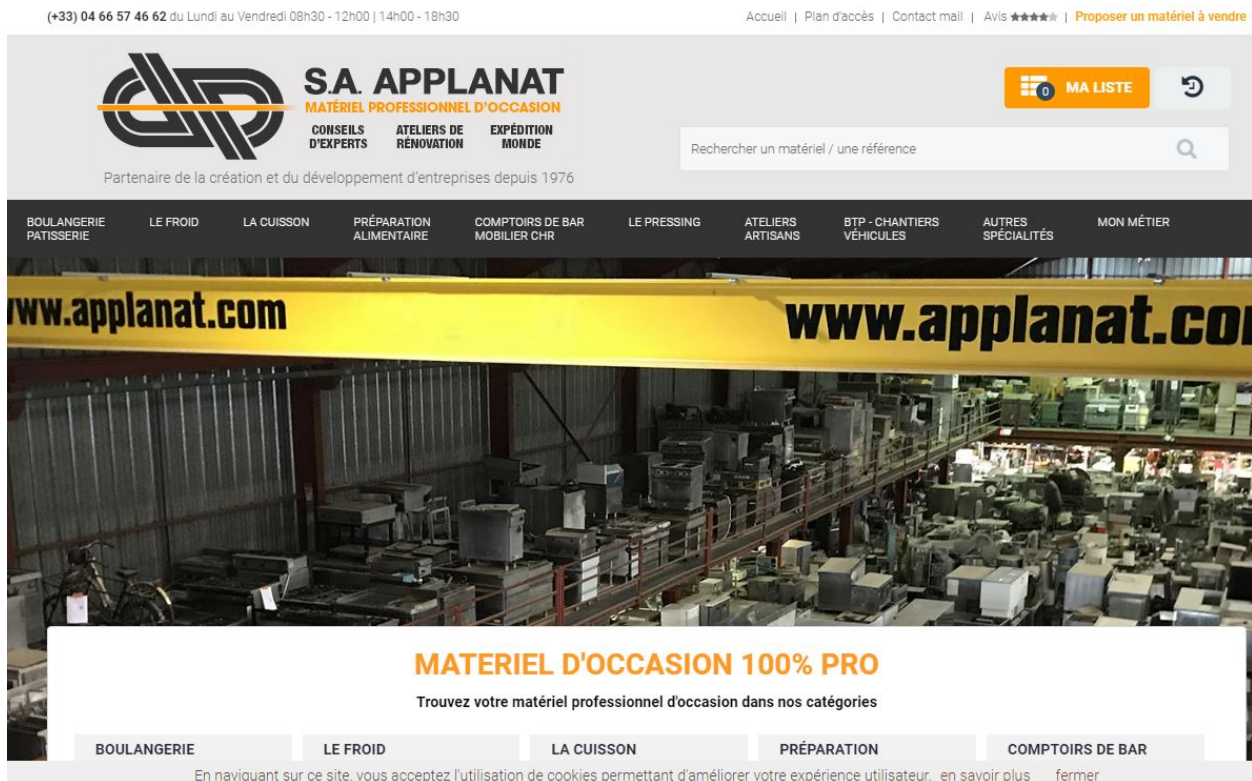 (+33) 04 66 57 46 62 du Lundi au Vendredi 08h30 - 12h00 | 14h00 - 18h30
Accueil | Plan d'accès | Contact mail | Avis ★★★★★ | Proposer un matériel à vendre
S.A. APPLANAT
MATÉRIEL PROFESSIONNEL D'OCCASION
CONSEILS D'EXPERTS
ATELIERS DE RÉNOVATION
EXPÉDITION MONDE
Partenaire de la création et du développement d'entreprises depuis 1976
0 MA LISTE
Rechercher un matériel / une référence
BOULANGERIE PATISSERIE
LE FROID
LA CUISSON
PRÉPARATION ALIMENTAIRE
COMPTOIRS DE BAR MOBILIER CHR
LE PRESSING
ATELIERS ARTISANS
BTP - CHANTIERS VÉHICULES
AUTRES SPÉCIALITÉS
MON MÉTIER
www.applanat.com
www.applanat.com
MATERIEL D'OCCASION 100% PRO
Trouvez votre matériel professionnel d'occasion dans nos catégories
BOULANGERIE
LE FROID
LA CUISSON
PRÉPARATION
COMPTOIRS DE BAR
En naviguant sur ce site, vous acceptez l'utilisation de cookies permettant d'améliorer votre expérience utilisateur. en savoir plus fermer